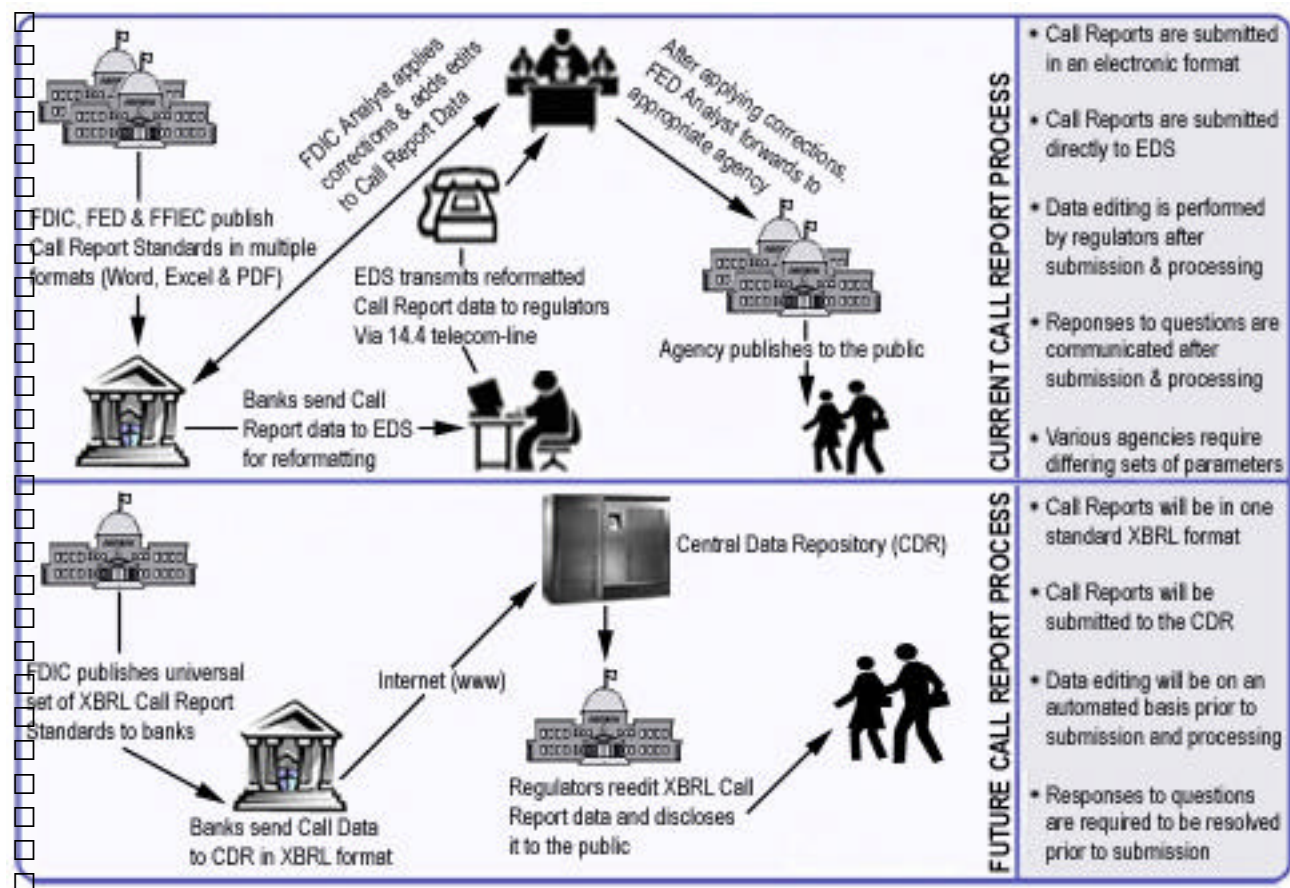 FDIC Analyst applies
corrections & adds edits
to Call Report Data
After applying corrections,
FED Analyst forwards to
appropriate agency
FDIC, FED & FFIEC publish
Call Report Standards in multiple
formats (Word, Excel & PDF)
EDS transmits reformatted
Call Report data to regulators
Via 14.4 telecom-line
Agency publishes to the public
Banks send Call
Report data to EDS
for reformatting
CURRENT CALL REPORT PROCESS
• Call Reports are submitted
in an electronic format
• Call Reports are submitted
directly to EDS
• Data editing is performed
by regulators after
submission & processing
• Reponses to questions are
communicated after
submission & processing
• Various agencies require
differing sets of parameters
Central Data Repository (CDR)
FDIC publishes universal
set of XBRL Call Report
Standards to banks
Internet (www)
Banks send Call Data
to CDR in XBRL format
Regulators reedit XBRL Call
Report data and discloses
it to the public
FUTURE CALL REPORT PROCESS
• Call Reports will be in one
standard XBRL format
• Call Reports will be
submitted to the CDR
• Data editing will be on an
automated basis prior to
submission and processing
• Responses to questions
are required to be resolved
prior to submission